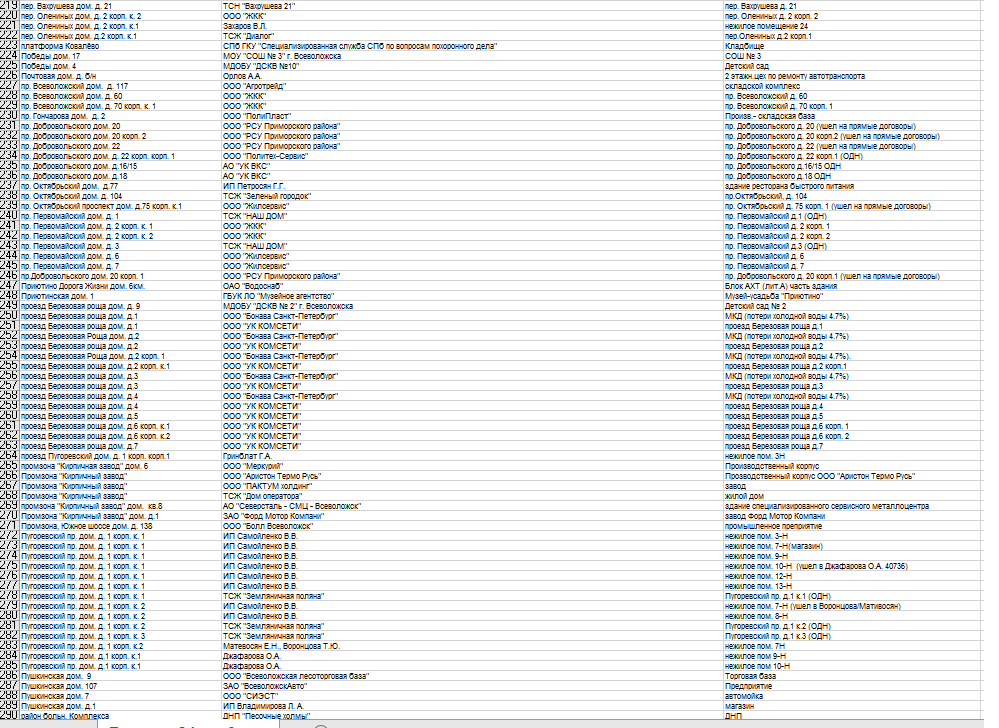 219 пер. Вахрушева дом. д. 21 ТСН "Вахрушева 21" пер. Вахрушева д. 21
220 пер. Олениных дом. д. 2 корп. к. 2 ООО "ЖКК" пер. Олениных д. 2 корп. 2
221 пер. Олениных дом. д. 2 корп. к.1 Захаров В.Л. нежилое помещение 24
222 пер. Олениных дом. д.2 корп. к.1 ТСЖ "Диалог" пер.Олениных д.2 корп.1
223 платформа Ковалёво СПб ГКУ "Специализированная служба СПб по вопросам похоронного дела" Кладбище
224 Победы дом. 17 МОУ "СОШ № 3" г. Всеволожска СОШ № 3
225 Победы дом. 4 МДОБУ "ДСКВ №10" Детский сад
226 Почтовая дом. д. б/н Орлов А.А. 2 этажн.цех по ремонту автотранспорта
227 пр. Всеволожский дом. д. 117 ООО "Агротрейд" складской комплекс
228 пр. Всеволожский дом. д. 60 ООО "ЖКК" пр. Всеволожский д. 60
229 пр. Всеволожский дом. д. 70 корп. к. 1 ООО "ЖКК" пр. Всеволожский д. 70 корп. 1
230 пр. Гончарова дом. д. 2 ООО "ПолиПласт" Произв.- складская база
231 пр. Добровольского дом. 20 ООО "РСУ Приморского района" пр. Добровольского д. 20 (ушел на прямые договоры)
232 пр. Добровольского дом. 20 корп. 2 ООО "РСУ Приморского района" пр. Добровольского д. 20 корп.2 (ушел на прямые договоры)
233 пр. Добровольского дом. 22 ООО "РСУ Приморского района" пр. Добровольского д. 22 (ушел на прямые договоры)
234 пр. Добровольского дом. д. 22 корп. корп. 1 ООО "Политех-Сервис" пр. Добровольского д. 22 корп.1 (ОДН)
235 пр. Добровольского дом. д.16/15 АО "УК ВКС" пр. Добровольского д.16/15 ОДН
236 пр. Добровольского дом. д.18 АО "УК ВКС" пр. Добровольского д.18 ОДН
237 пр. Октябрьский дом. д.77 ИП Петросян Г.Г. здание ресторана быстрого питания
238 пр. Октябрьский дом. д. 104 ТСЖ "Зеленый городок" пр.Октябрьский, д. 104
239 пр. Октябрьский проспект дом. д.75 корп. к.1 ООО "Жилсервис" пр. Октябрьский д. 75 корп. 1 (ушел на прямые договоры)
240 пр. Первомайский дом. д. 1 ТСЖ "НАШ ДОМ" пр. Первомайский д.1 (ОДН)
241 пр. Первомайский дом. д. 2 корп. к. 1 ООО "ЖКК" пр. Первомайский д. 2 корп. 1
242 пр. Первомайский дом. д. 2 корп. к. 2 ООО "ЖКК" пр. Первомайский д. 2 корп. 2
243 пр. Первомайский дом. д. 3 ТСЖ "НАШ ДОМ" пр. Первомайский д.3 (ОДН)
244 пр. Первомайский дом. д. 6 ООО "Жилсервис" пр. Первомайский д. 6
245 пр. Первомайский дом. д. 7 ООО "Жилсервис" пр. Первомайский д. 7
246 пр.Добровольского дом. 20 корп. 1 ООО "РСУ Приморского района" пр. Добровольского д. 20 корп.1 (ушел на прямые договоры)
247 Приютино Дорога Жизни дом. 6км. ОАО "Водоснаб" Блок АХТ (лит.А) часть здания
248 Приютинская дом. 1 ГБУК ЛО "Музейное агентство" Музей-усадьба "Приютино"
249 проезд Березовая роща дом. д. 9 МДОБУ "ДСКВ № 2" г. Всеволожска Детский сад № 2
250 проезд Березовая роща дом. д.1 ООО "Бонава Санкт-Петербург" МКД (потери холодной воды 4.7%)
251 проезд Березовая роща дом. д.1 ООО "УК КОМСЕТИ" проезд Березовая роща д.1
252 проезд Березовая Роща дом. д.2 ООО "Бонава Санкт-Петербург" МКД (потери холодной воды 4.7%)
253 проезд Березовая роща дом. д.2 ООО "УК КОМСЕТИ" проезд Березовая роща д.2
254 проезд Березовая Роща дом. д.2 корп. 1 ООО "Бонава Санкт-Петербург" МКД (потери холодной воды 4.7%).
255 проезд Березовая роща дом. д.2 корп. к.1 ООО "УК КОМСЕТИ" проезд Березовая роща д.2 корп.1
256 проезд Березовая роща дом. д.3 ООО "Бонава Санкт-Петербург" МКД (потери холодной воды 4.7%)
257 проезд Березовая роща дом. д.3 ООО "УК КОМСЕТИ" проезд Березовая роща д.3
258 проезд Березовая роща дом. д.4 ООО "Бонава Санкт-Петербург" МКД (потери холодной воды 4.7%)
259 проезд Березовая роща дом. д.4 ООО "УК КОМСЕТИ" проезд Березовая роща д.4
260 проезд Березовая роща дом. д.5 ООО "УК КОМСЕТИ" проезд Березовая роща д.5
261 проезд Березовая роща дом. д.6 корп. к.1 ООО "УК КОМСЕТИ" проезд Березовая роща д.6 корп. 1
262 проезд Березовая роща дом. д.6 корп. к.2 ООО "УК КОМСЕТИ" проезд Березовая роща д.6 корп. 2
263 проезд Березовая роща дом. д.7 ООО "УК КОМСЕТИ" проезд Березовая роща д.7
264 проезд Пугоревский дом. д. 1 корп. корп.1 Гринблат Г.А. нежилое пом. 3Н
265 промзона "Кирпичная завод" дом. 6 ООО "Меркурий" Производственный корпус
266 Промзона "Кирпичный завод" ООО "Аристон Термо Русь" Прозводственный корпус ООО "Аристон Термо Русь"
267 Промзона "Кирпичный завод" ООО "ПАКТУМ холдинг" завод
268 Промзона "Кирпичный завод" ТСЖ "Дом оператора" жилой дом
269 промзона "Кирпичный завод" дом. кв.8 АО "Северсталь - СМЦ - Всеволожск" здание специализированного сервисного металлоцентра
270 Промзона "Кирпичный завод" дом. д.1 ЗАО "Форд Мотор Компани" завод Форд Мотор Компани
271 Промзона, Южное шоссе дом. д. 138 ООО "Болл Всеволожск" промышленное преприятие
272 Пугоревский пр. дом. д. 1 корп. к. 1 ИП Самойленко В.В. нежилое пом. 3-Н
273 Пугоревский пр. дом. д. 1 корп. к. 1 ИП Самойленко В.В. нежилое пом. 7-Н(магазин)
274 Пугоревский пр. дом. д. 1 корп. к. 1 ИП Самойленко В.В. нежилое пом. 9-Н
275 Пугоревский пр. дом. д. 1 корп. к. 1 ИП Самойленко В.В. нежилое пом. 10-Н (ушел в Джафарова О.А. 40736)
276 Пугоревский пр. дом. д. 1 корп. к. 1 ИП Самойленко В.В. нежилое пом. 12-Н
277 Пугоревский пр. дом. д. 1 корп. к. 1 ИП Самойленко В.В. нежилое пом. 13-Н
278 Пугоревский пр. дом. д. 1 корп. к. 1 ТСЖ "Земляничная поляна" Пугоревский пр. д.1 к.1 (ОДН)
279 Пугоревский пр. дом. д. 1 корп. к. 2 ИП Самойленко В.В. нежилое пом. 7-Н (ушел в Воронцова/Мативосян)
280 Пугоревский пр. дом. д. 1 корп. к. 2 ИП Самойленко В.В. нежилое пом. 8-Н
281 Пугоревский пр. дом. д. 1 корп. к. 2 ТСЖ "Земляничная поляна" Пугоревский пр. д.1 к.2 (ОДН)
282 Пугоревский пр. дом. д. 1 корп. к. 3 ТСЖ "Земляничная поляна" Пугоревский пр. д.1 к.3 (ОДН)
283 Пугоревский пр. дом. д. 1 корп. к.2 Матевосян Е.Н., Воронцова Т.Ю. нежилое пом. 7Н
284 Пугоревский пр. дом. д.1 корп. к.1 Джафарова О.А. нежилое пом 9-Н
285 Пугоревский пр. дом. д.1 корп. к.1 Джафарова О.А. нежилое пом 10-Н
286 Пушкинская дом. 9 ООО "Всеволожская лесоторговая база" Торговая база
287 Пушкинская дом. 107 ЗАО "ВсеволожскАвто" Предприятие
288 Пушкинская дом. 7 ООО "СИЭСТ" автомойка
289 Пушкинская дом. д.1 ИП Владимирова Л. А. магазин
290 район больн. Комплекса ДНП "Песочные холмы" ДНП